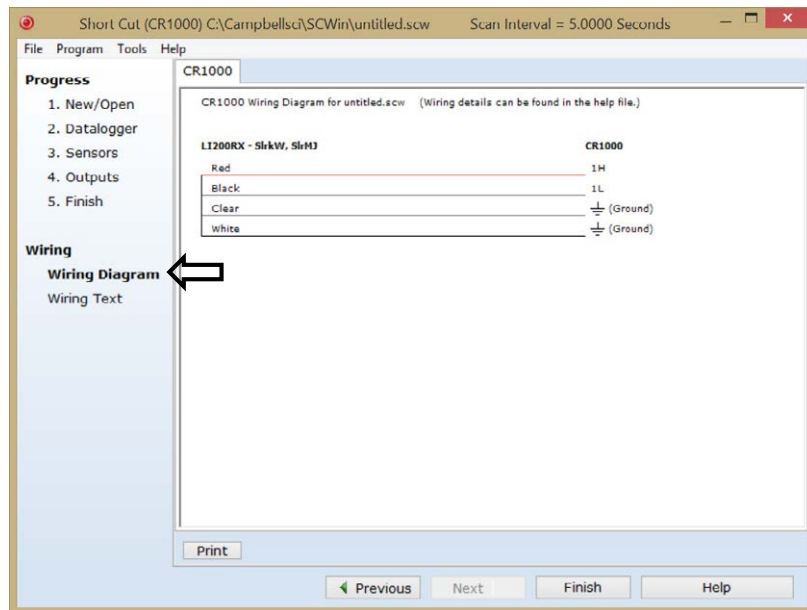 Short Cut (CR1000) C:\Campbellsci\SCWin\untitled.scw Scan Interval = 5.0000 Seconds
File Program Tools Help
Progress
1. New/Open
2. Datalogger
3. Sensors
4. Outputs
5. Finish
Wiring
Wiring Diagram
Wiring Text
CR1000
CR1000 Wiring Diagram for untitled.scw (Wiring details can be found in the help file.)
LI200RX - SlrkW, SlrMJ CR1000
Red 1H
Black 1L
Clear (Ground)
White (Ground)
Print
Previous Next Finish Help